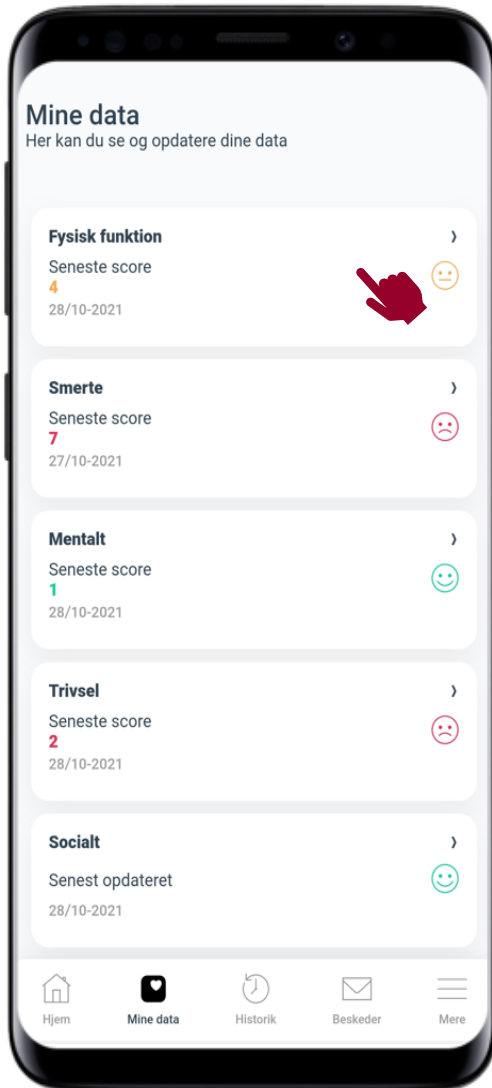 Mine data
Her kan du se og opdatere dine data
Fysisk funktion
Seneste score
4
28/10-2021
Smerte
Seneste score
7
27/10-2021
Mentalt
Seneste score
1
28/10-2021
Trivsel
Seneste score
2
28/10-2021
Socialt
Senest opdateret
28/10-2021
Hjem
Mine data
Historik
Beskeder
Mere